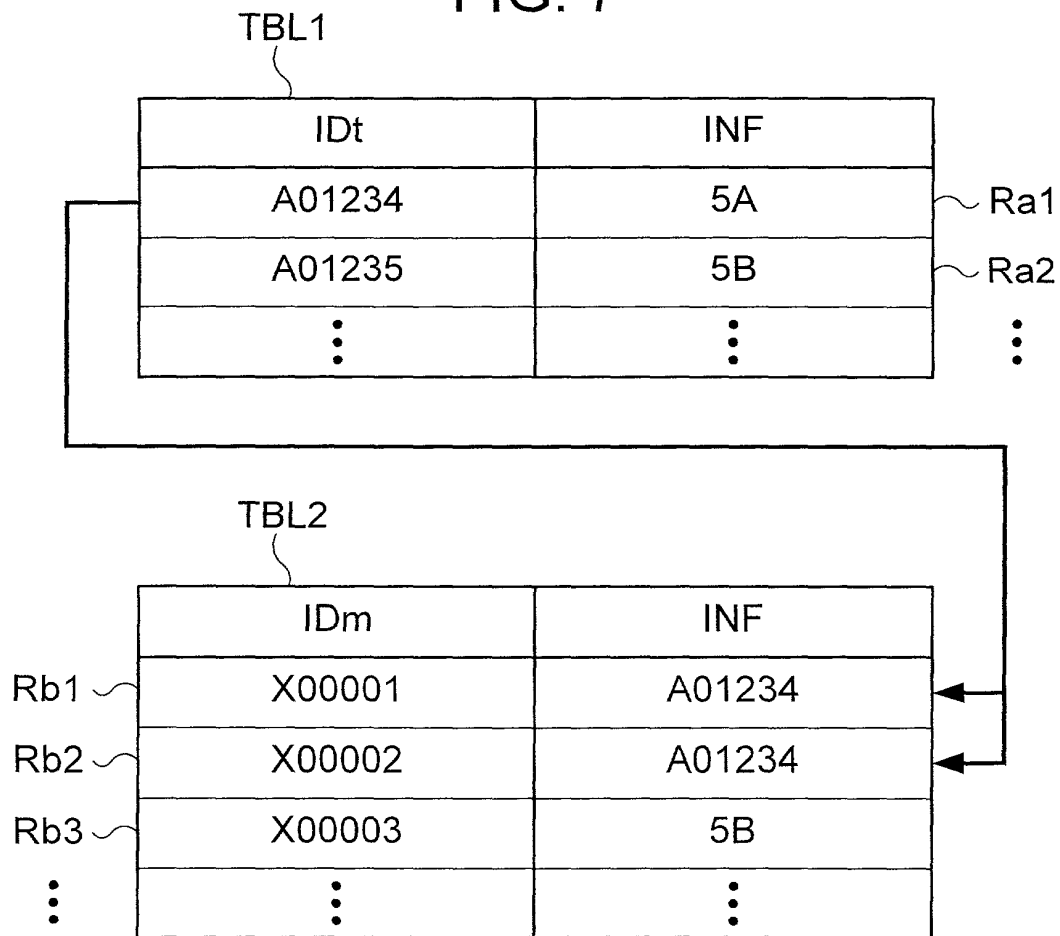 TBL1
IDt INF
A01234 5A Ra1
A01235 5B Ra2
TBL2
IDm INF
Rb1 X00001 A01234
Rb2 X00002 A01234
Rb3 X00003 5B